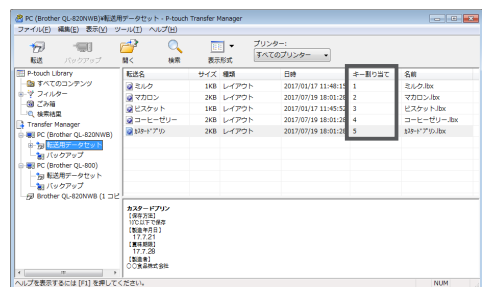 PC (Brother QL-820NWB)¥転送用データセット - P-touch Transfer Manager
ファイル(F) 編集(E) 表示(V) ツール(T) ヘルプ(H)
転送 バックアップ 開く 検索 表示形式 プリンター:
すべてのプリンター
P-touch Library
すべてのコンテンツ
フィルター
ごみ箱
検索結果
Transfer Manager
PC (Brother QL-820NWB)
転送用データセット
バックアップ
PC (Brother QL-800)
転送用データセット
バックアップ
Brother QL-820NWB (1 コピ
転送名 サイズ 種類 日時 キー割り当て 名前
ミルク 1KB レイアウト 2017/01/17 11:48:15 1 ミルク.lbx
マカロン 2KB レイアウト 2017/07/19 18:01:28 2 マカロン.lbx
ビスケット 1KB レイアウト 2017/01/17 11:45:52 3 ビスケット.lbx
コーヒーゼリー 2KB レイアウト 2017/07/19 18:01:28 4 コーヒーゼリー.lbx
カスタードプリン 2KB レイアウト 2017/07/19 18:01:28 5 カスタードプリン.lbx
カスタードプリン
【保存方法】
10℃以下で保存
【製造年月日】
17.7.21
【賞味期限】
17.7.28
【製造者】
〇〇食品株式会社
ヘルプを表示するには [F1] を押してください。 NUM